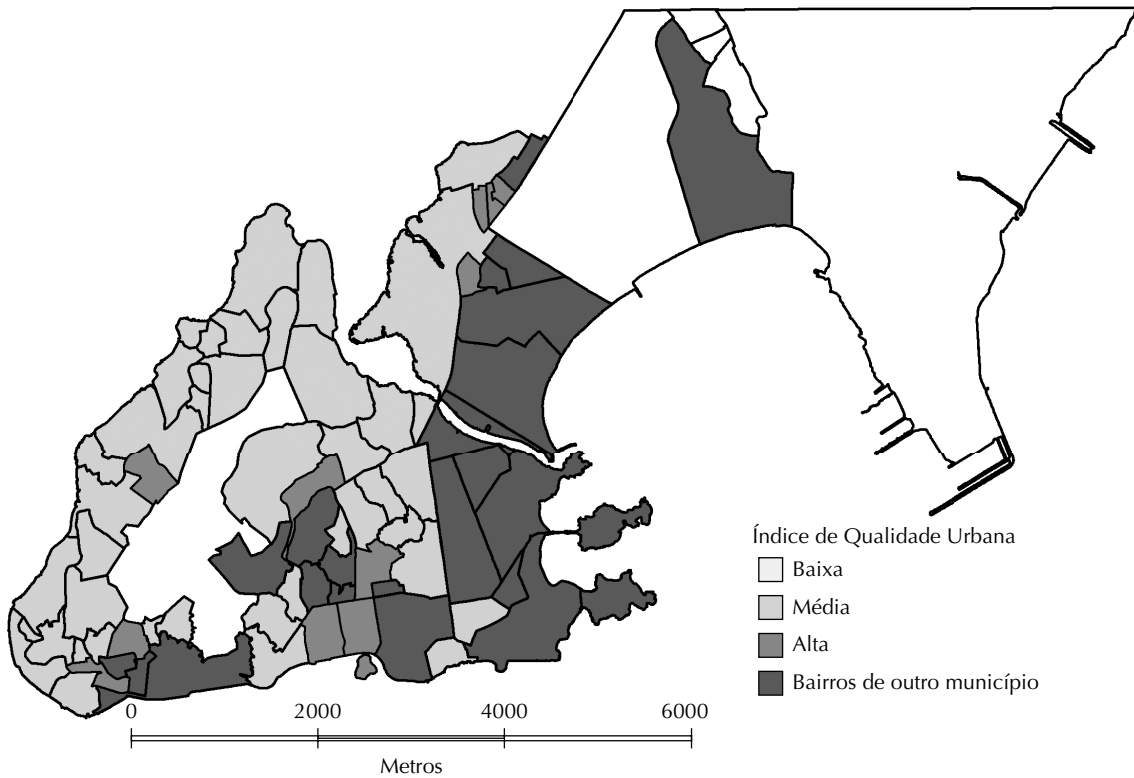 Índice de Qualidade Urbana
Baixa
Média
Alta
Bairros de outro município
0 2000 4000 6000
Metros